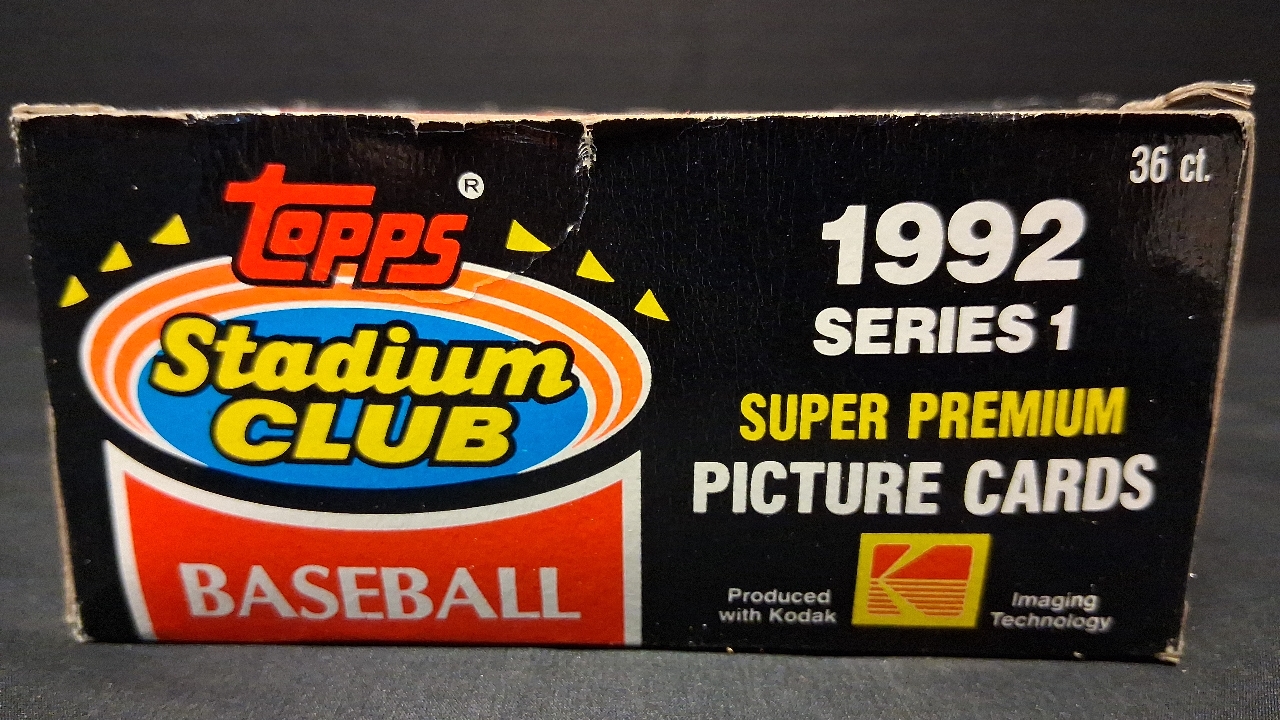 Topps®
Stadium
CLUB
BASEBALL
36 ct.
1992
SERIES 1
SUPER PREMIUM
PICTURE CARDS
Produced
with Kodak
Imaging
Technology